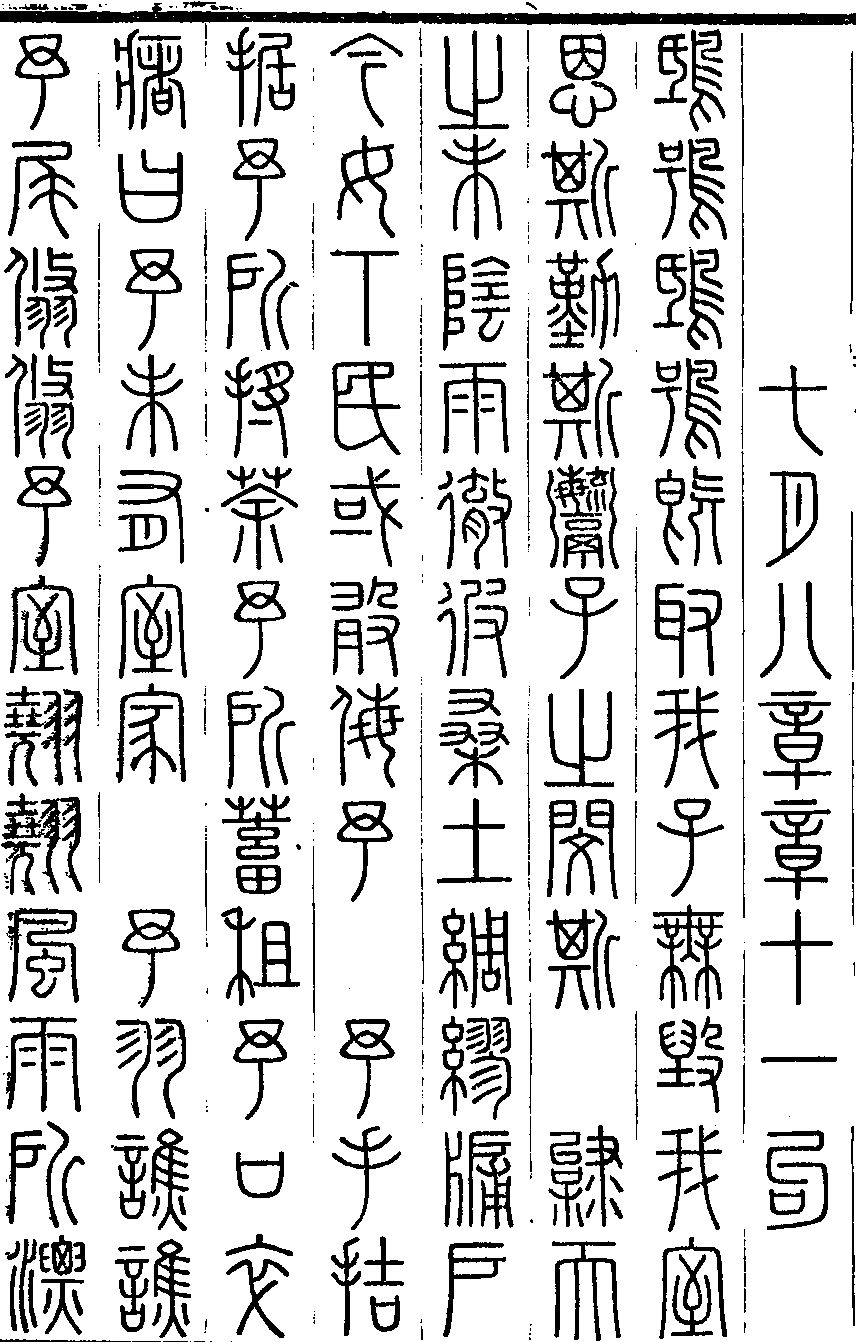 七月八章章十一句
鴟鴞鴟鴞既取我子無毀我室
恩斯勤斯鬻子之閔斯　𨽿天
之未陰雨徹彼桑土綢繆牖戶
今女下民或敢侮予　予手拮
据予所捋荼予所蓄租予口卒
瘏曰予未有室家　予羽譙譙
予尾翛翛予室翹翹風雨所漂